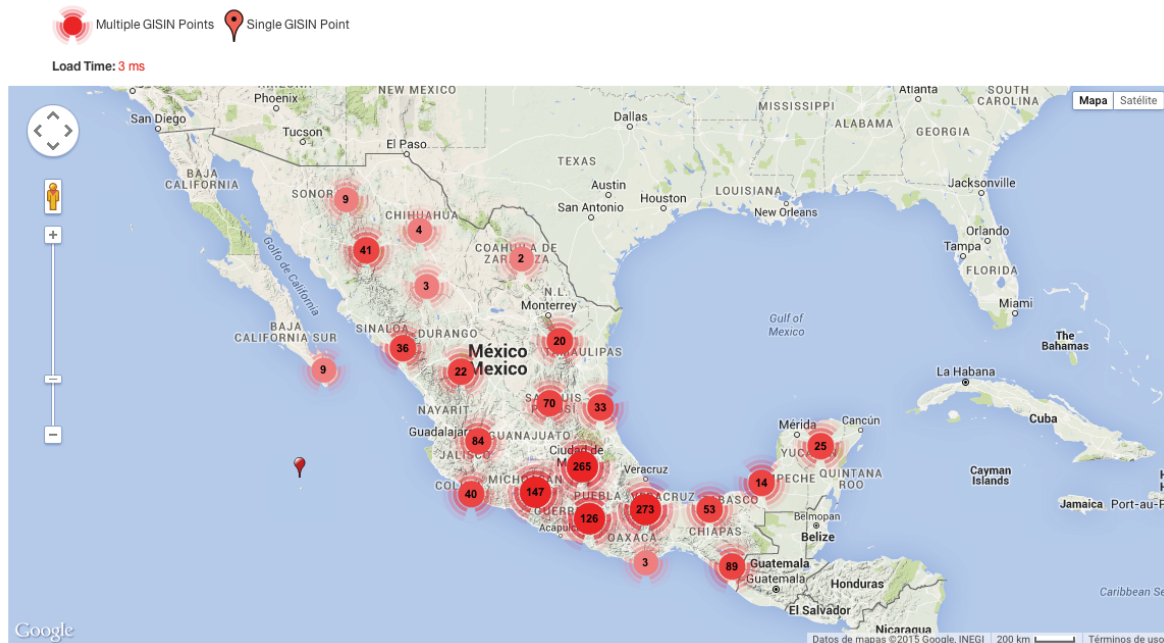 Multiple GISIN Points
Single GISIN Point
Load Time: 3 ms
NEW MEXICO
Atlanta
SOUTH
CAROLINA
Mapa
Satélite
Phoenix
San Diego
Dallas
MISSISSIPPI
ALABAMA
GEORGIA
Tucson
El Paso
BAJA
CALIFORNIA
TEXAS
SONOR
9
Austin
San Antonio
Houston
LOUISIANA
New Orleans
Jacksonville
CHIHUAHUA
4
COAHUILA DE
ZARAGOZA
2
41
Orlando
Tampa
FLORIDA
Golfo de California
3
N.L.
Monterrey
Miami
BAJA
CALIFORNIA SUR
SINALOA
DURANGO
36
20
TAMAULIPAS
Gulf of
Mexico
The
Bahamas
México
Mexico
9
22
La Habana
70
33
NAYARIT
Cuba
Guadalajara
84
GUANAJUATO
JALISCO
Ciudad de
265
Mérida
Cancún
25
Veracruz
QUINTANA
ROO
14
Cayman
Islands
40
147
PUEBLA
VERACRUZ
126
273
53
Jamaica
Port-au-P
Acapulco
OAXACA
CHIAPAS
Belmopan
Belize
3
89
Guatemala
Guatemala
Honduras
Caribbean Se
El Salvador
Nicaragua
Google
Datos de mapas ©2015 Google, INEGI
200 km
Términos de uso